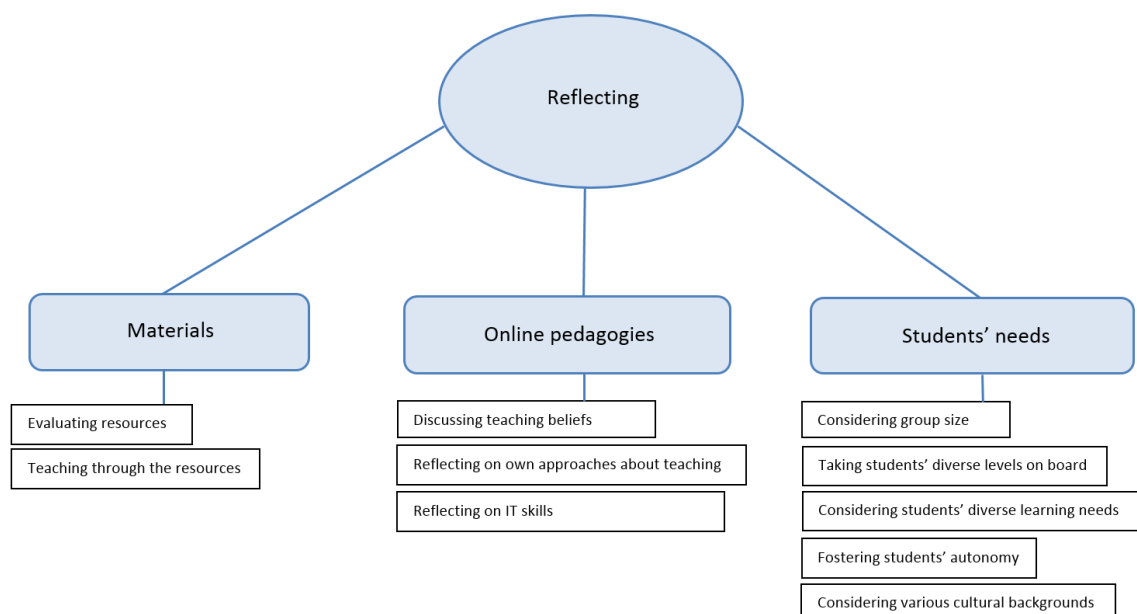 Reflecting
Materials
Evaluating resources
Teaching through the resources
Online pedagogies
Discussing teaching beliefs
Reflecting on own approaches about teaching
Reflecting on IT skills
Students’ needs
Considering group size
Taking students’ diverse levels on board
Considering students’ diverse learning needs
Fostering students’ autonomy
Considering various cultural backgrounds